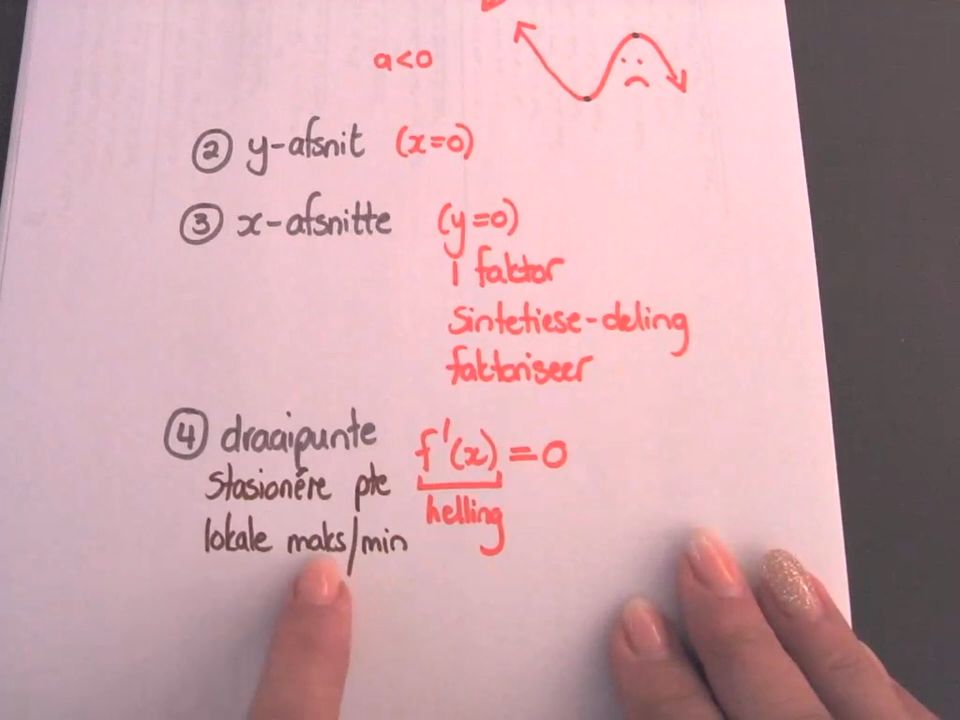 a<0
② y-afsnit (x=0)
③ x-afsnitte (y=0)
1 faktor
sintetiese-deling
faktoriseer
④ draaipunte f'(x) = 0
stasionêre pte helling
lokale maks/min